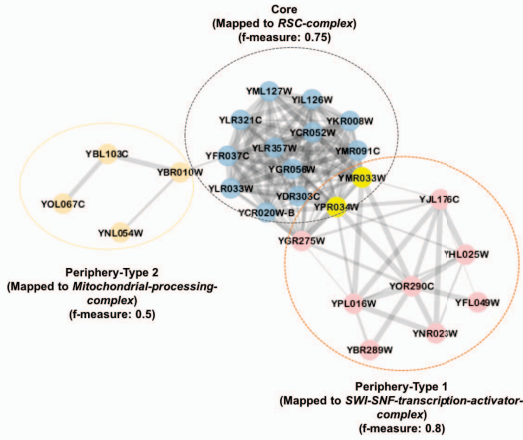 Core
(Mapped to RSC-complex)
(f-measure: 0.75)
YML127W
YIL126W
YLR321C
YKR008W
YCR052W
YLR357W
YMR091C
YFR037C
YGR056W
YMR033W
YLR033W
YDR303C
YPR034W
YCR020W-B
YBL103C
YBR010W
YOL067C
YNL054W
YGR275W
YJL176C
YHL025W
YOR290C
YPL016W
YFL049W
YNR023W
YBR289W
Periphery-Type 2
(Mapped to Mitochondrial-processing-
complex)
(f-measure: 0.5)
Periphery-Type 1
(Mapped to SWI-SNF-transcription-activator-
complex)
(f-measure: 0.8)